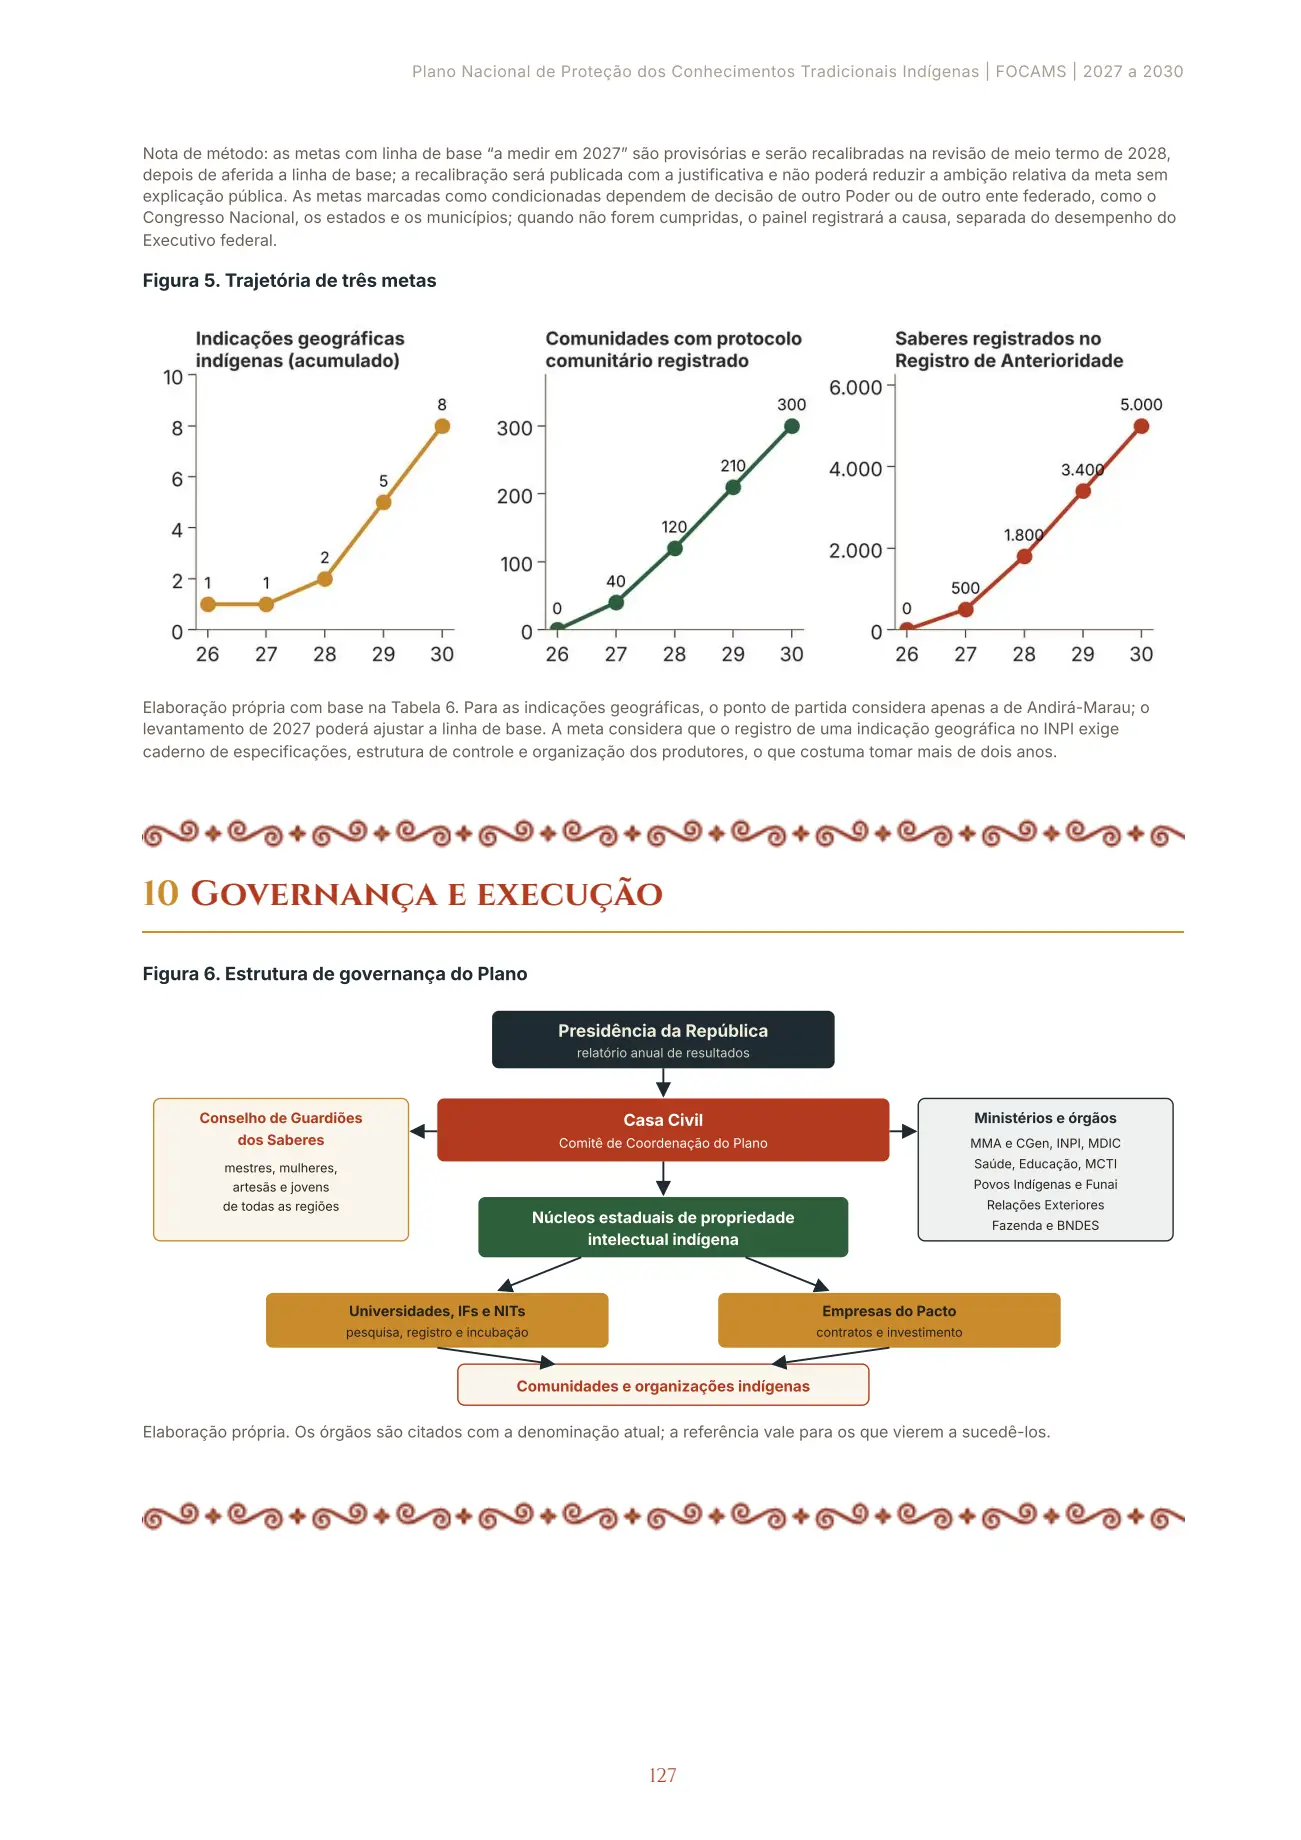 Plano Nacional de Proteção dos Conhecimentos Tradicionais Indígenas | FOCAMS | 2027 a 2030
Nota de método: as metas com linha de base “a medir em 2027” são provisórias e serão recalibradas na revisão de meio termo de 2028,
depois de aferida a linha de base; a recalibração será publicada com a justificativa e não poderá reduzir a ambição relativa da meta sem
explicação pública. As metas marcadas como condicionados dependem de decisão de outro Poder ou de outro ente federado, como o
Congresso Nacional, os estados e os municípios; quando não forem cumpridas, o painel registrará a causa, separada do desempenho do
Executivo federal.
Figura 5. Trajetória de três metas
Indicações geográficas
indígenas (acumulado)
10
8
6
4
2
0
1
1
2
5
8
26 27 28 29 30
Comunidades com protocolo
comunitário registrado
300
200
100
0
0
40
120
210
300
26 27 28 29 30
Saberes registrados no
Registro de Anterioridade
6.000
4.000
2.000
0
0
500
1.800
3.400
5.000
26 27 28 29 30
Elaboração própria com base na Tabela 6. Para as indicações geográficas, o ponto de partida considera apenas a de Andirá-Marau; o
levantamento de 2027 poderá ajustar a linha de base. A meta considera que o registro de uma indicação geográfica no INPI exige
caderno de especificações, estrutura de controle e organização dos produtores, o que costuma tomar mais de dois anos.
10 Governança e execução
Figura 6. Estrutura de governança do Plano
Presidência da República
relatório anual de resultados
Conselho de Guardiões
dos Saberes
mestres, mulheres,
artesãs e jovens
de todas as regiões
Casa Civil
Comitê de Coordenação do Plano
Ministérios e órgãos
MMA e CGen, INPI, MDIC
Saúde, Educação, MCTI
Povos Indígenas e Funai
Relações Exteriores
Fazenda e BNDES
Núcleos estaduais de propriedade
intelectual indígena
Universidades, IFs e NITs
pesquisa, registro e incubação
Empresas do Pacto
contratos e investimento
Comunidades e organizações indígenas
Elaboração própria. Os órgãos são citados com a denominação atual; a referência vale para os que vierem a sucedê-los.
127